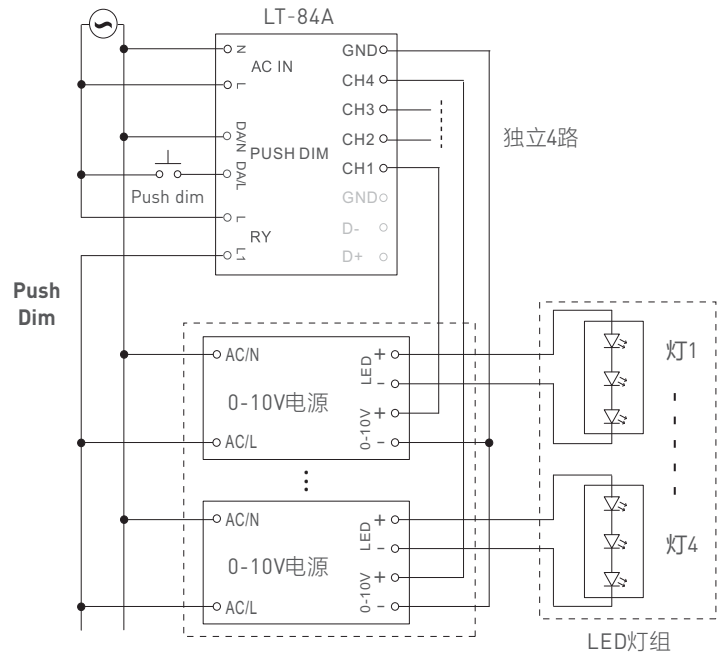 LT-84A
N
AC IN
L
DA/N
PUSH DIM
DA/L
Push dim
L
RY
L1
GND
CH4
CH3
CH2
CH1
GND
D-
D+
独立4路
Push
Dim
AC/N
0-10V电源
AC/L
+
LED
-
+
0-10V
-
灯1
AC/N
0-10V电源
AC/L
+
LED
-
+
0-10V
-
灯4
LED灯组